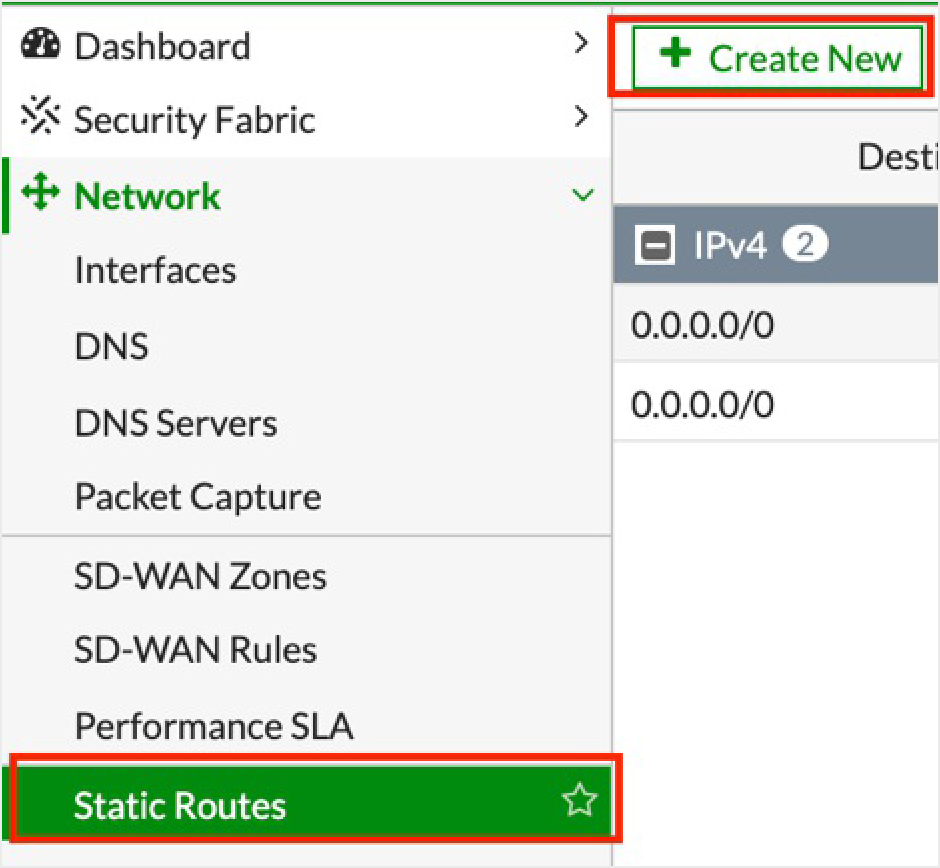 Dashboard
Security Fabric
Network
Interfaces
DNS
DNS Servers
Packet Capture
SD-WAN Zones
SD-WAN Rules
Performance SLA
Static Routes
Create New
Desti
IPv4 2
0.0.0.0/0
0.0.0.0/0